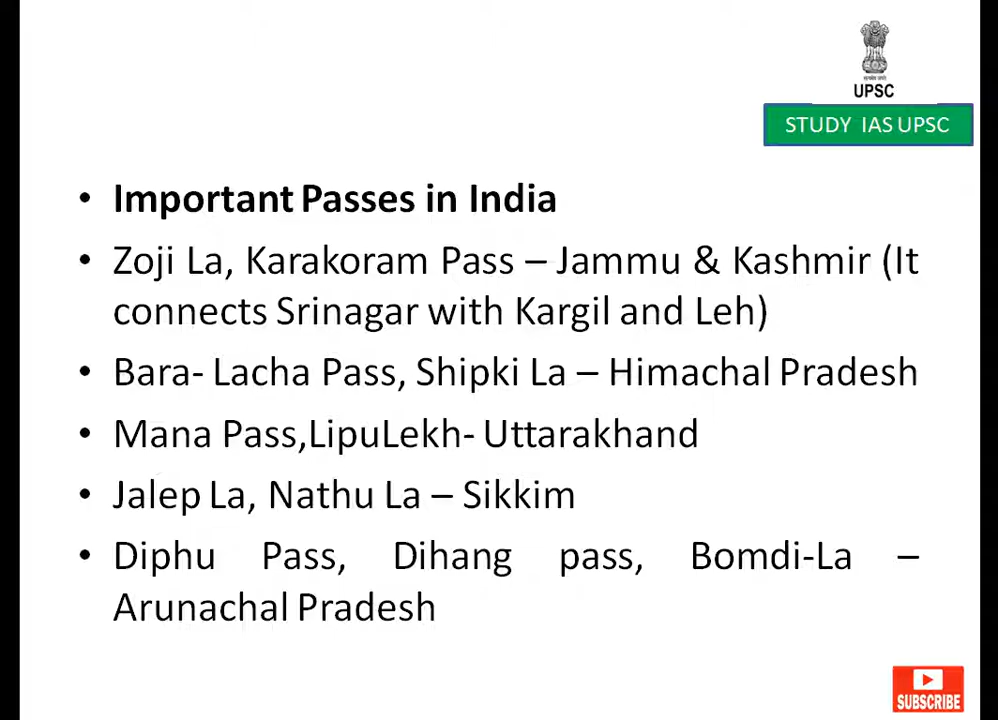 UPSC
STUDY IAS UPSC
• Important Passes in India
• Zoji La, Karakoram Pass – Jammu & Kashmir (It
connects Srinagar with Kargil and Leh)
• Bara- Lacha Pass, Shipki La – Himachal Pradesh
• Mana Pass,LipuLekh- Uttarakhand
• Jalep La, Nathu La – Sikkim
• Diphu Pass, Dihang pass, Bomdi-La –
Arunachal Pradesh
SUBSCRIBE